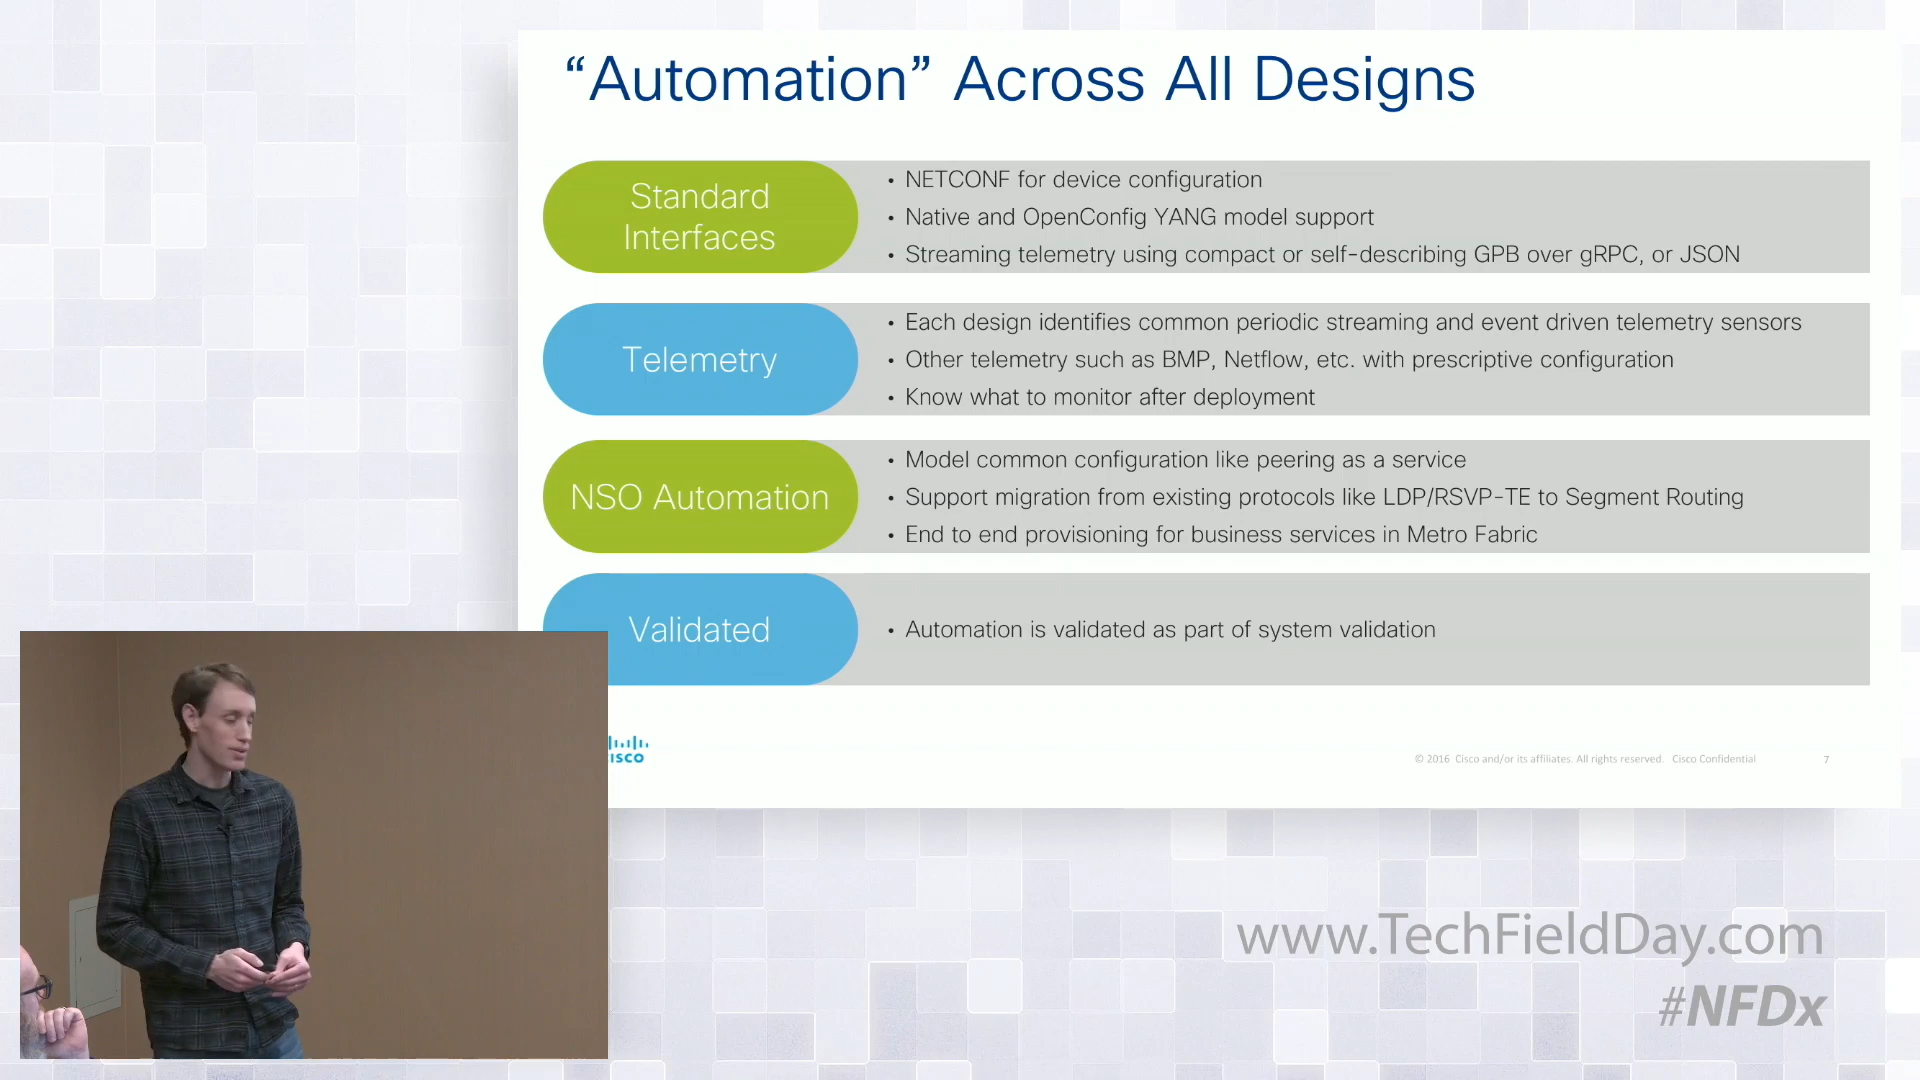 “Automation” Across All Designs
Standard
Interfaces
• NETCONF for device configuration
• Native and OpenConfig YANG model support
• Streaming telemetry using compact or self-describing GPB over gRPC, or JSON
Telemetry
• Each design identifies common periodic streaming and event driven telemetry sensors
• Other telemetry such as BMP, Netflow, etc. with prescriptive configuration
• Know what to monitor after deployment
NSO Automation
• Model common configuration like peering as a service
• Support migration from existing protocols like LDP/RSVP-TE to Segment Routing
• End to end provisioning for business services in Metro Fabric
Validated
• Automation is validated as part of system validation
isco
© 2016 Cisco and/or its affiliates. All rights reserved. Cisco Confidential
7
www.TechFieldDay.com
#NFDx